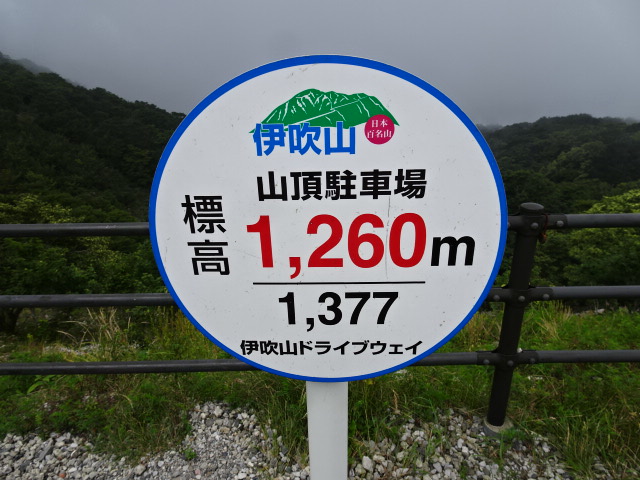 伊吹山
日本
百名山
山頂駐車場
標高
1,260m
1,377
伊吹山ドライブウェイ